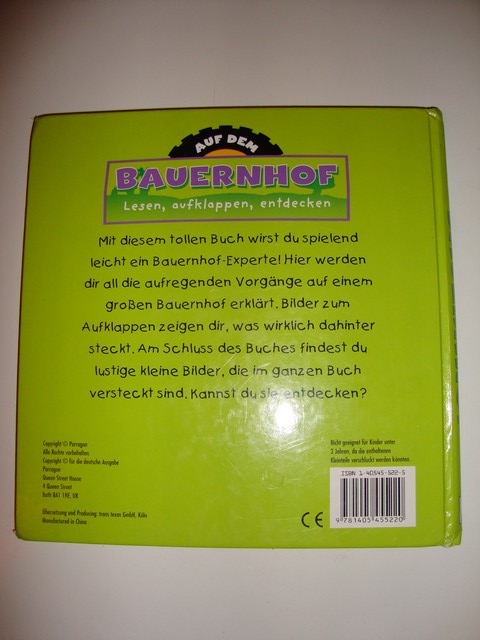 AUF DEM
BAUERNHOF
Lesen, aufklappen, entdecken
Mit diesem tollen Buch wirst du spielend
leicht ein Bauernhof-Experte! Hier werden
dir all die aufregenden Vorgänge auf einem
großen Bauernhof erklärt. Bilder zum
Aufklappen zeigen dir, was wirklich dahinter
steckt. Am Schluss des Buches findest du
lustige kleine Bilder, die im ganzen Buch
versteckt sind. Kannst du sie entdecken?
Copyright © Parragon
Alle Rechte vorbehalten.
Copyright © für die deutsche Ausgabe
Parragon
Queen Street House
4 Queen Street
Bath BA1 1HE, UK
Übersetzung und Producing: trans texas GmbH, Köln
Manufactured in China
Nicht geeignet für Kinder unter
3 Jahren, da die enthaltenen
Kleinteile verschluckt werden könnten.
ISBN 1-40545-522-5
CE
9 781405 455220